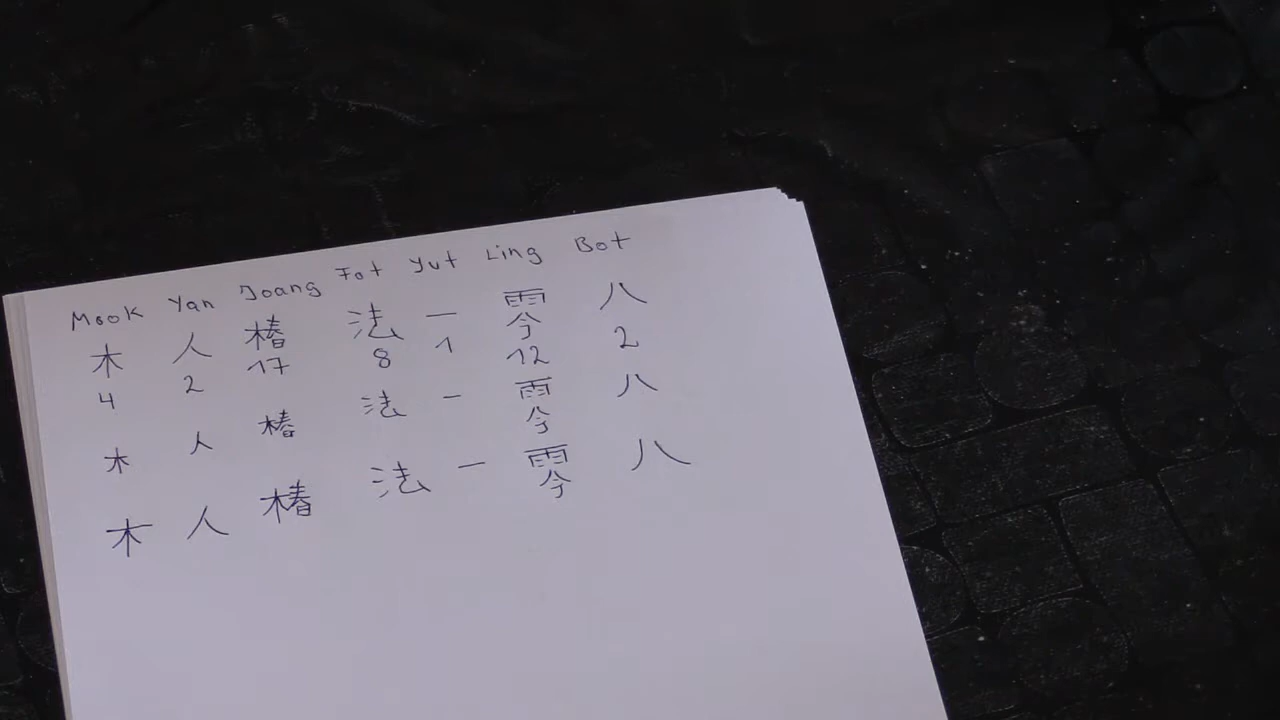 Mook Yan Joang Fat Yut Ling Bat
木 人 椿 法 一 零 八
4 2 17 8 1 12 2
木 人 椿 法 一 零 八
木 人 椿 法 一 零 八